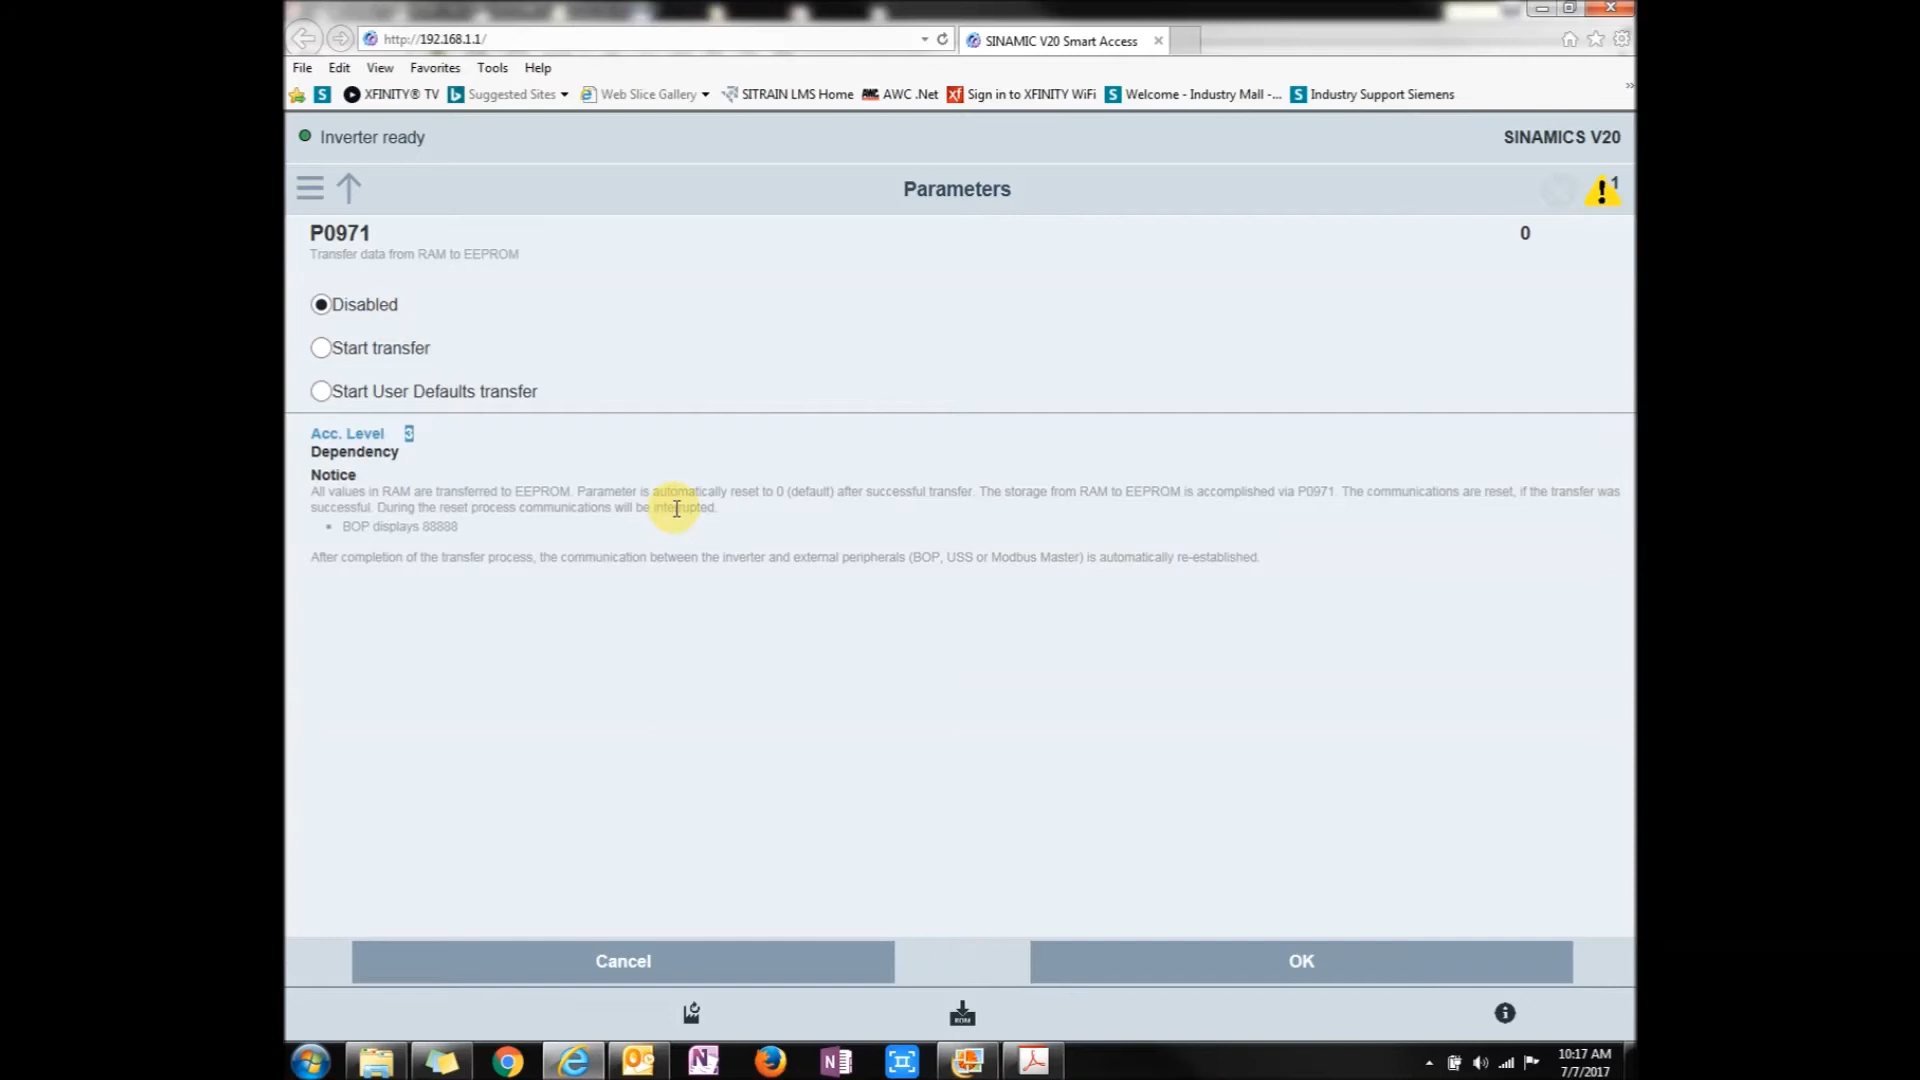 http://192.168.1.1/
SINAMIC V20 Smart Access
File Edit View Favorites Tools Help
XFINITY® TV Suggested Sites Web Slice Gallery SITRAIN LMS Home AWC .Net Sign in to XFINITY WiFi Welcome - Industry Mall -... Industry Support Siemens
Inverter ready SINAMICS V20
Parameters 1
P0971 0
Transfer data from RAM to EEPROM
Disabled
Start transfer
Start User Defaults transfer
Acc. Level 3
Dependency
Notice
All values in RAM are transferred to EEPROM. Parameter is automatically reset to 0 (default) after successful transfer. The storage from RAM to EEPROM is accomplished via P0971. The communications are reset, if the transfer was
successful. During the reset process communications will be interrupted.
• BOP displays 88888
After completion of the transfer process, the communication between the inverter and external peripherals (BOP, USS or Modbus Master) is automatically re-established.
Cancel OK
ROM
10:17 AM
7/7/2017